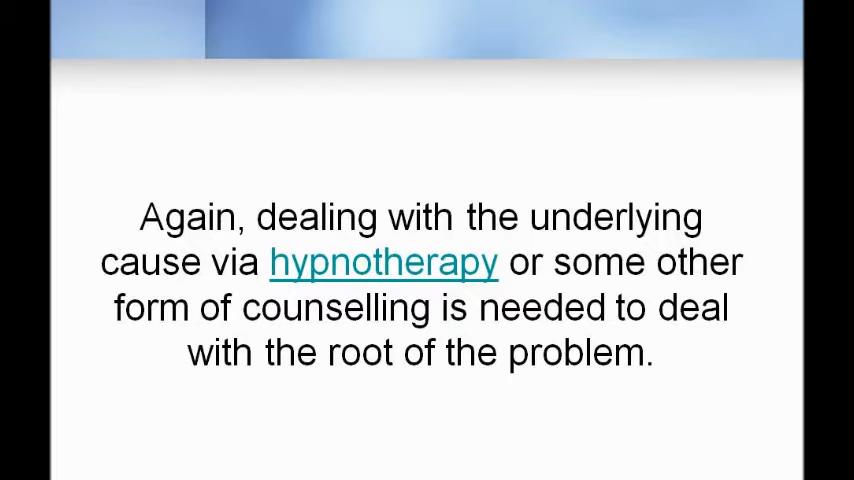 Again, dealing with the underlying
cause via hypnotherapy or some other
form of counselling is needed to deal
with the root of the problem.